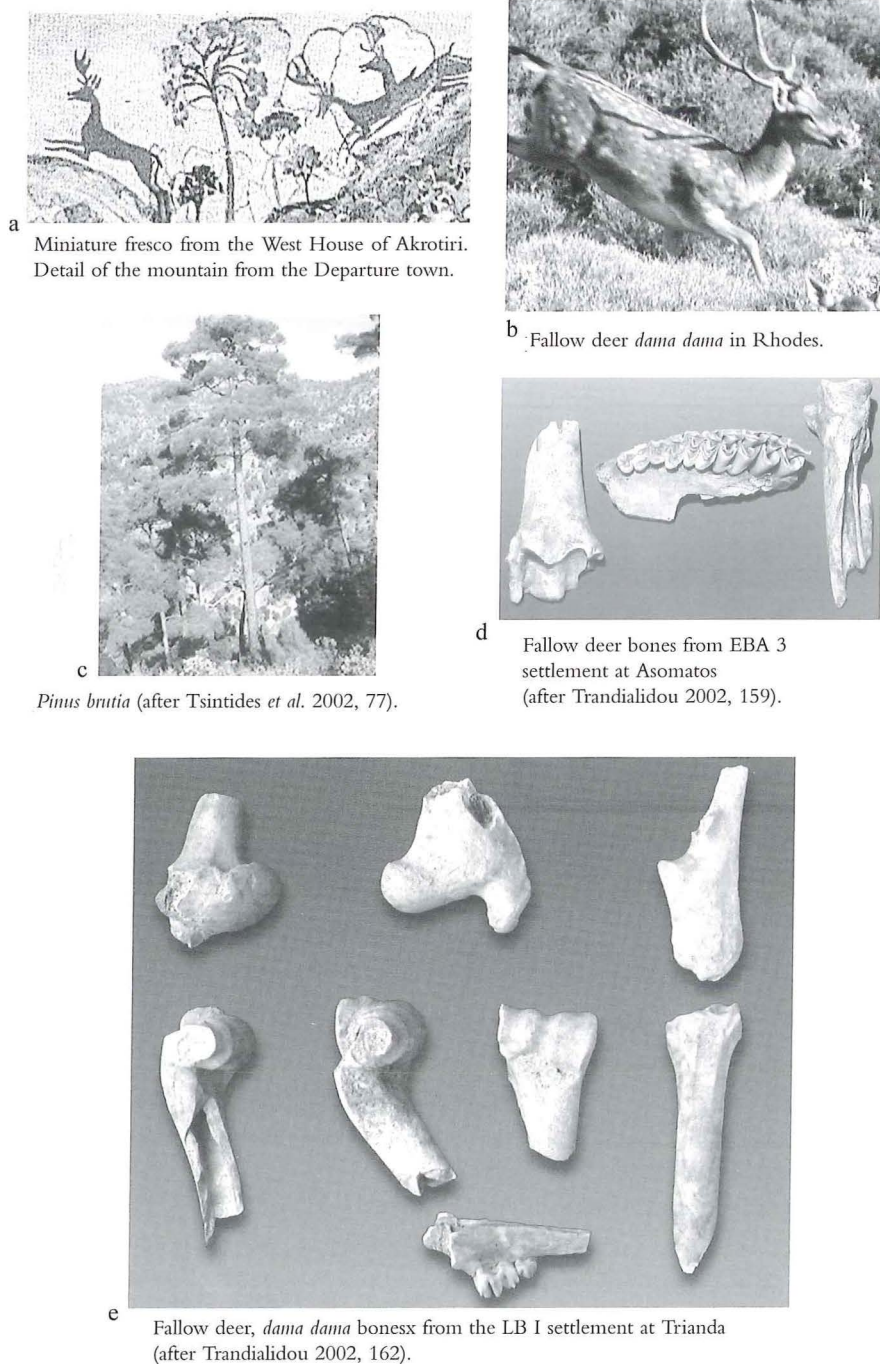 a
Miniature fresco from the West House of Akrotiri.
Detail of the mountain from the Departure town.
b
Fallow deer dama dama in Rhodes.
c
Pinus brutia (after Tsintides et al. 2002, 77).
d
Fallow deer bones from EBA 3
settlement at Asomatos
(after Trandialidou 2002, 159).
e
Fallow deer, dama dama bonesx from the LB I settlement at Trianda
(after Trandialidou 2002, 162).